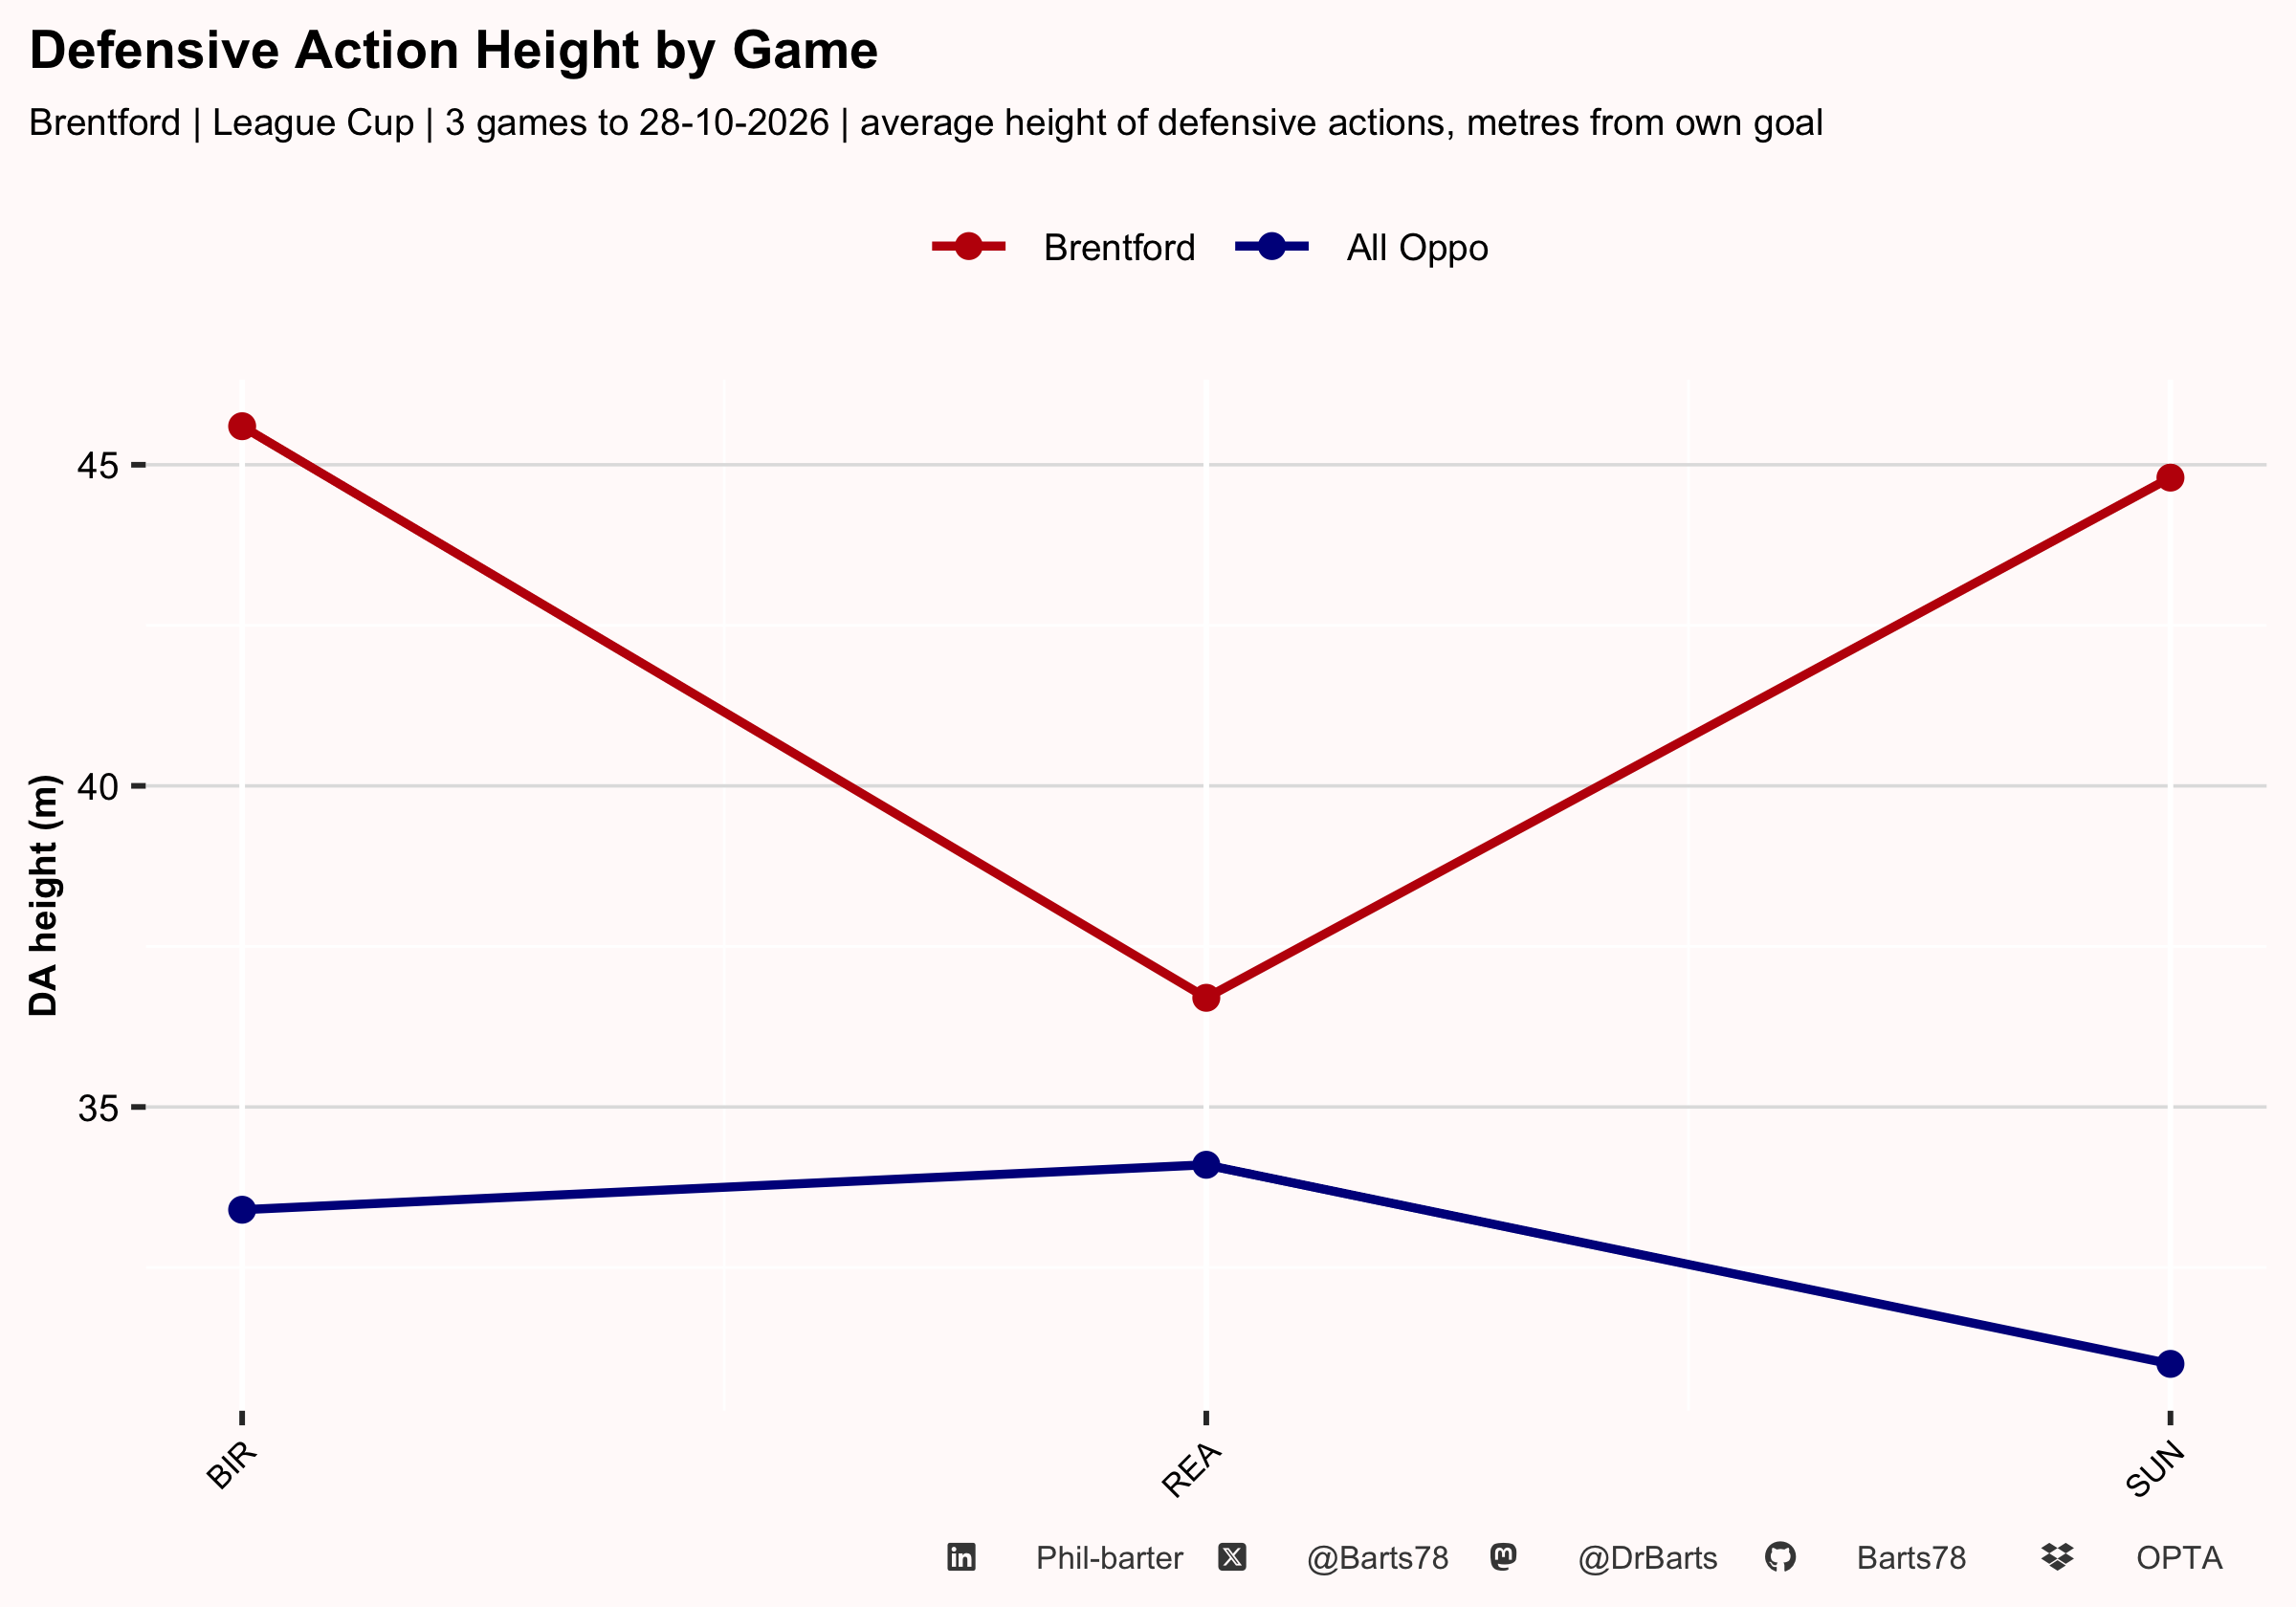 Defensive Action Height by Game
Brentford | League Cup | 3 games to 28-10-2026 | average height of defensive actions, metres from own goal
Brentford All Oppo
DA height (m)
45
40
35
BIR REA SUN
Phil-barter @Barts78 @DrBarts Barts78 OPTA